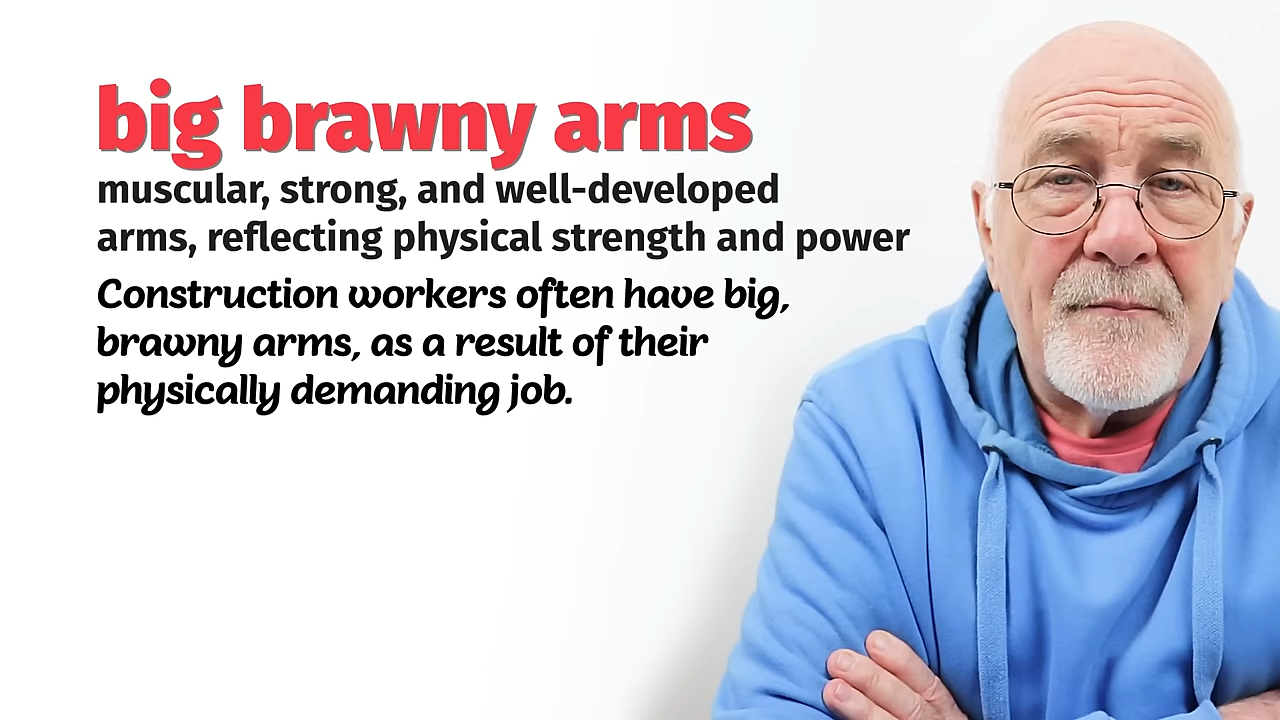 big brawny arms
muscular, strong, and well-developed
arms, reflecting physical strength and power
Construction workers often have big,
brawny arms, as a result of their
physically demanding job.